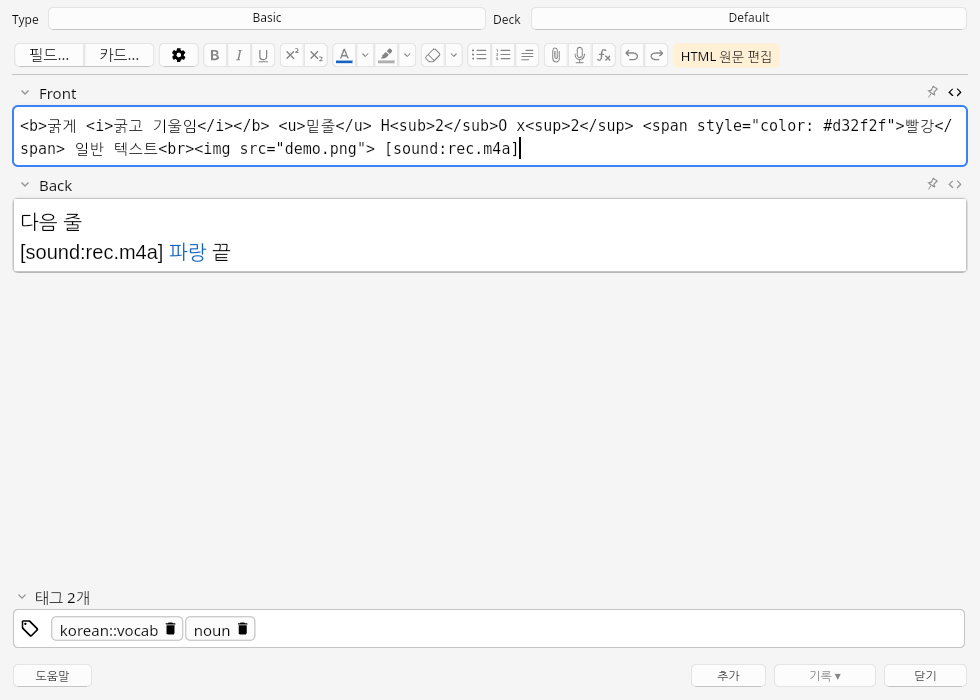 Type Basic Deck Default
필드... 카드... B I U x² x₂ A fx HTML 원문 편집
Front
<b>굵게 <i>굵고 기울임</i></b> <u>밑줄</u> H<sub>2</sub>O x<sup>2</sup> <span style="color: #d32f2f">빨강</
span> 일반 텍스트<br><img src="demo.png"> [sound:rec.m4a]
Back
다음 줄
[sound:rec.m4a] 파랑 끝
태그 2개
korean::vocab noun
도움말 추가 기록 ▾ 닫기